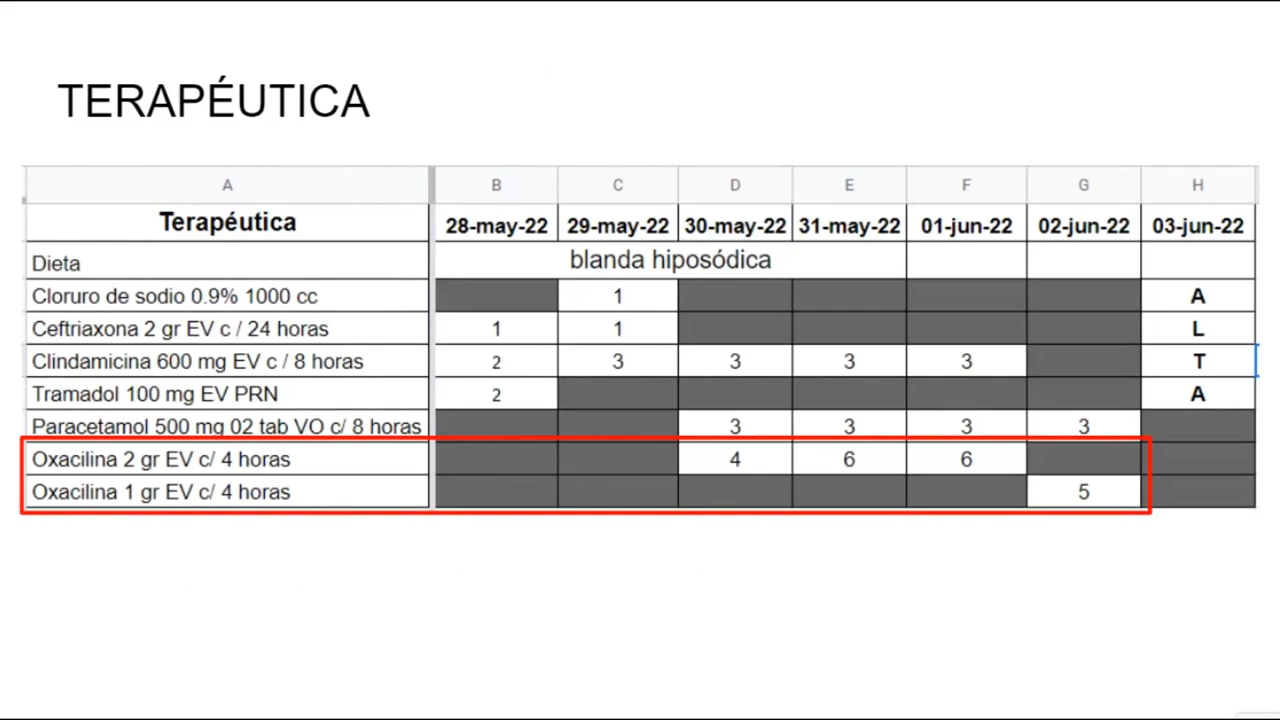 TERAPÉUTICA
A B C D E F G H
Terapéutica 28-may-22 29-may-22 30-may-22 31-may-22 01-jun-22 02-jun-22 03-jun-22
Dieta blanda hiposódica
Cloruro de sodio 0.9% 1000 cc 1 A
Ceftriaxona 2 gr EV c / 24 horas 1 1 L
Clindamicina 600 mg EV c / 8 horas 2 3 3 3 3 T
Tramadol 100 mg EV PRN 2 A
Paracetamol 500 mg 02 tab VO c/ 8 horas 3 3 3 3
Oxacilina 2 gr EV c/ 4 horas 4 6 6
Oxacilina 1 gr EV c/ 4 horas 5